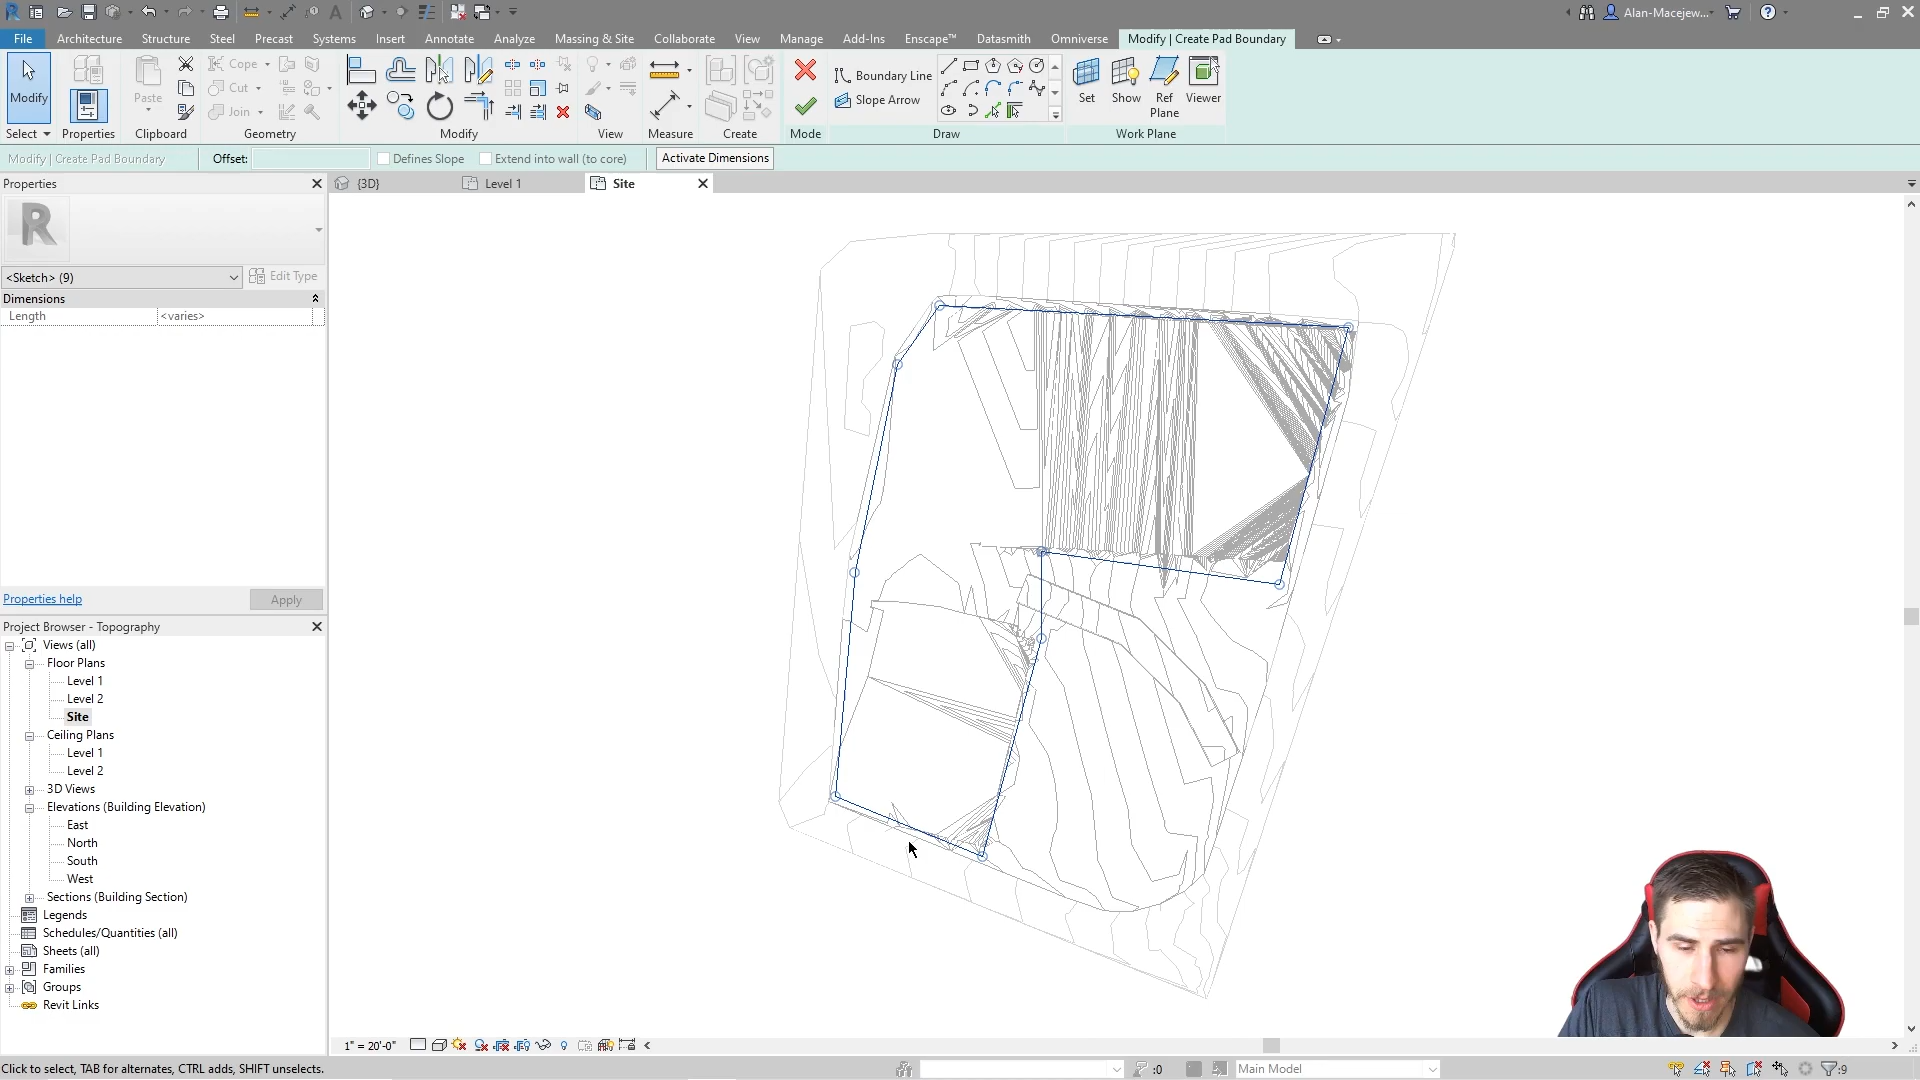 Alan-Macejew...
File Architecture Structure Steel Precast Systems Insert Annotate Analyze Massing & Site Collaborate View Manage Add-Ins Enscape™ Datasmith Omniverse Modify | Create Pad Boundary
Modify
Paste
Cope
Cut
Join
Boundary Line
Slope Arrow
Set
Show
Ref
Plane
Viewer
Select Properties Clipboard Geometry Modify View Measure Create Mode Draw Work Plane
Modify | Create Pad Boundary Offset: Defines Slope Extend into wall (to core) Activate Dimensions
Properties
{3D} Level 1 Site
R
<Sketch> (9) Edit Type
Dimensions
Length <varies>
Properties help Apply
Project Browser - Topography
Views (all)
Floor Plans
Level 1
Level 2
Site
Ceiling Plans
Level 1
Level 2
3D Views
Elevations (Building Elevation)
East
North
South
West
Sections (Building Section)
Legends
Schedules/Quantities (all)
Sheets (all)
Families
Groups
Revit Links
1" = 20'-0"
Click to select, TAB for alternates, CTRL adds, SHIFT unselects. :0 Main Model :9